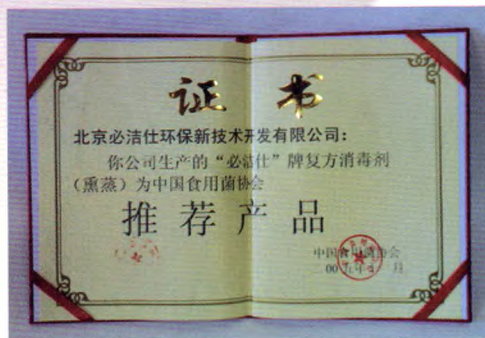 证 书
北京必洁仕环保新技术开发有限公司：
你公司生产的“必洁仕”牌复方消毒剂
（熏蒸）为中国食用菌协会
推荐产品
中国食用菌协会
月